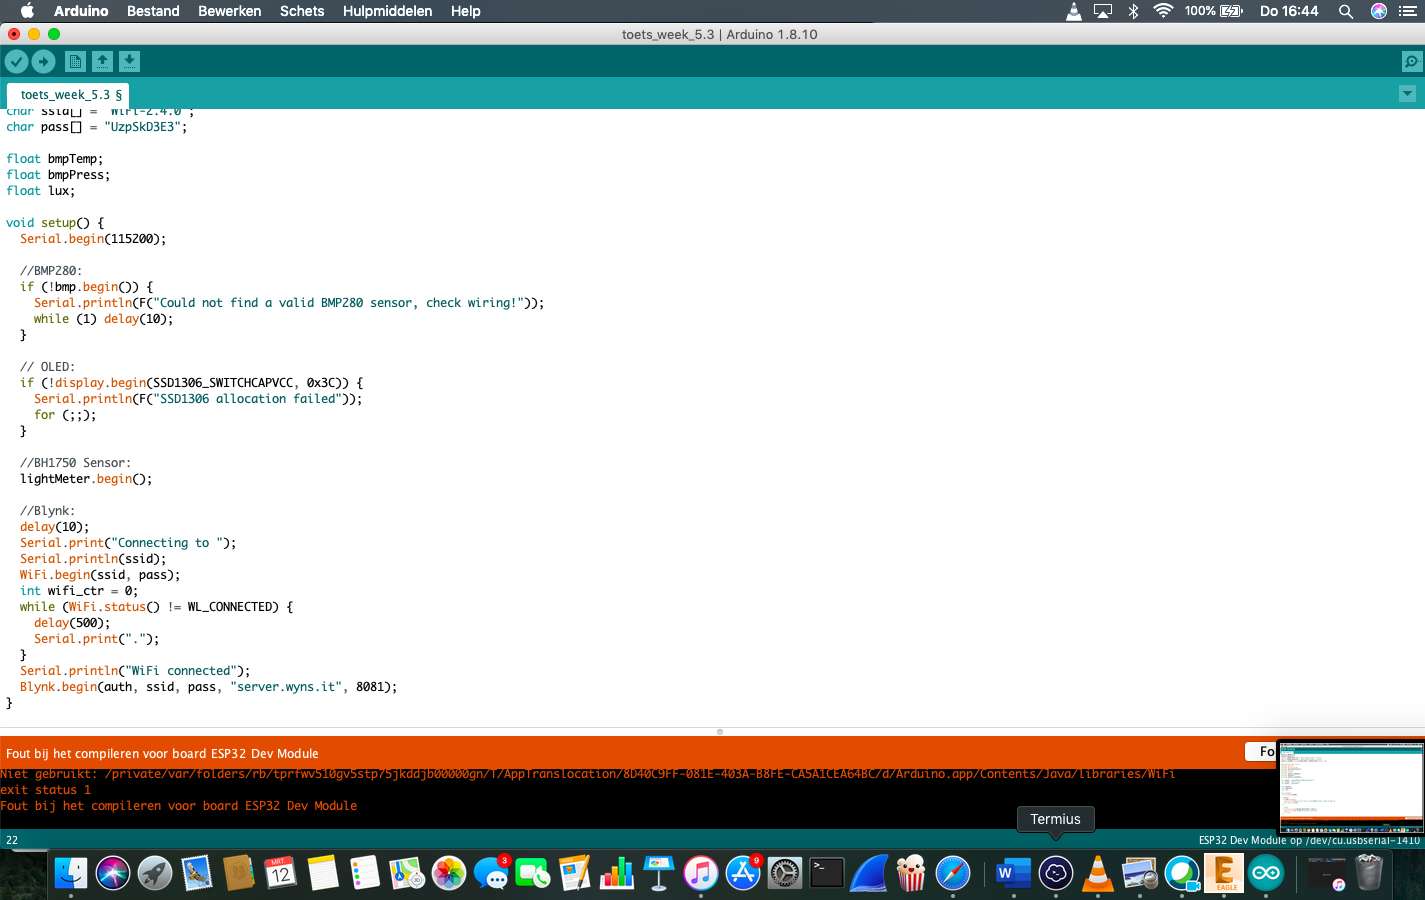 Arduino Bestand Bewerken Schets Hulpmiddelen Help 100% Do 16:44
toets_week_5.3 | Arduino 1.8.10
toets_week_5.3 §
char ssid[] = "WiFi-2.4.0";
char pass[] = "UzpSkD3E3";
float bmpTemp;
float bmpPress;
float lux;
void setup() {
Serial.begin(115200);
//BMP280:
if (!bmp.begin()) {
Serial.println(F("Could not find a valid BMP280 sensor, check wiring!"));
while (1) delay(10);
}
// OLED:
if (!display.begin(SSD1306_SWITCHCAPVCC, 0x3C)) {
Serial.println(F("SSD1306 allocation failed"));
for (;;);
}
//BH1750 Sensor:
lightMeter.begin();
//Blynk:
delay(10);
Serial.print("Connecting to ");
Serial.println(ssid);
WiFi.begin(ssid, pass);
int wifi_ctr = 0;
while (WiFi.status() != WL_CONNECTED) {
delay(500);
Serial.print(".");
}
Serial.println("WiFi connected");
Blynk.begin(auth, ssid, pass, "server.wyns.it", 8081);
}
Fout bij het compileren voor board ESP32 Dev Module
Fo
Niet gebruikt: /private/var/folders/rb/tprfwv510gv5stp75jkddjb00000gn/T/AppTranslocation/8D40C9FF-081E-403A-B8FE-CA5A1CEA64BC/d/Arduino.app/Contents/Java/libraries/WiFi
exit status 1
Fout bij het compileren voor board ESP32 Dev Module
Termius
22
ESP32 Dev Module op /dev/cu.usbserial-1410
MRT.
12
3
9
>_
W
E
EAGLE